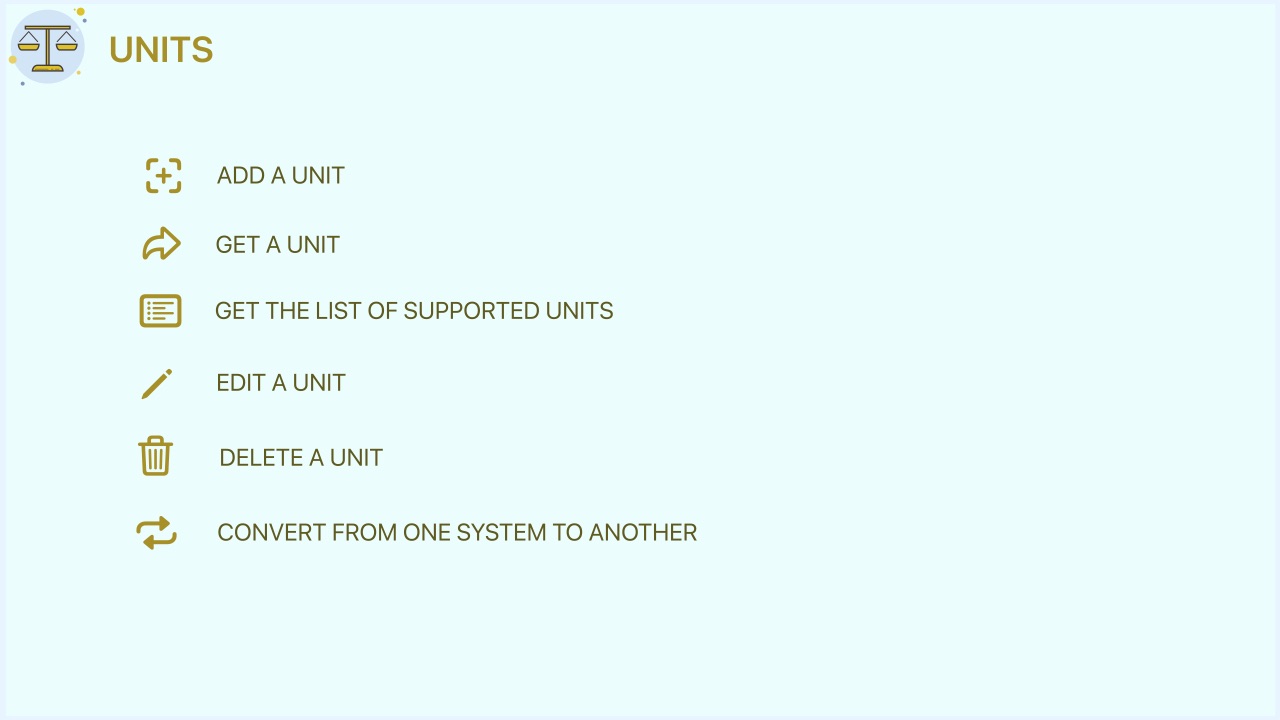 UNITS
ADD A UNIT
GET A UNIT
GET THE LIST OF SUPPORTED UNITS
EDIT A UNIT
DELETE A UNIT
CONVERT FROM ONE SYSTEM TO ANOTHER